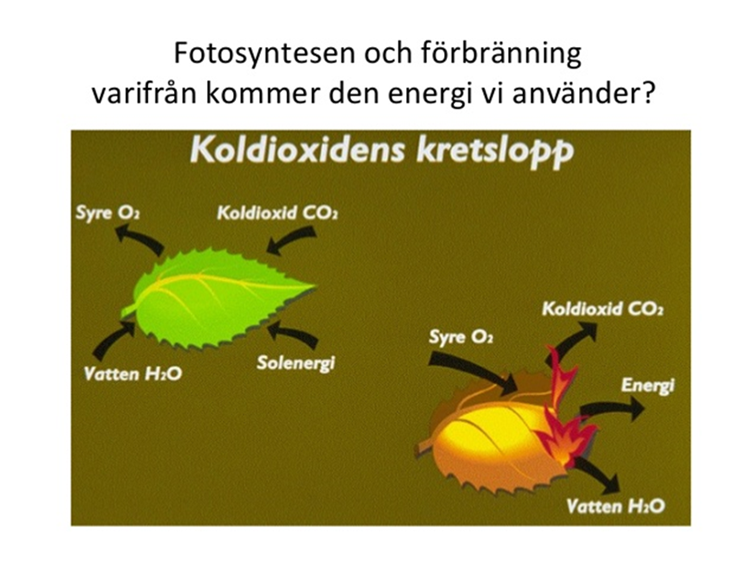 Fotosyntesen och förbränning
varifrån kommer den energi vi använder?
Koldioxidens kretslopp
Syre O₂
Koldioxid CO₂
Vatten H₂O
Solenergi
Koldioxid CO₂
Syre O₂
Energi
Vatten H₂O